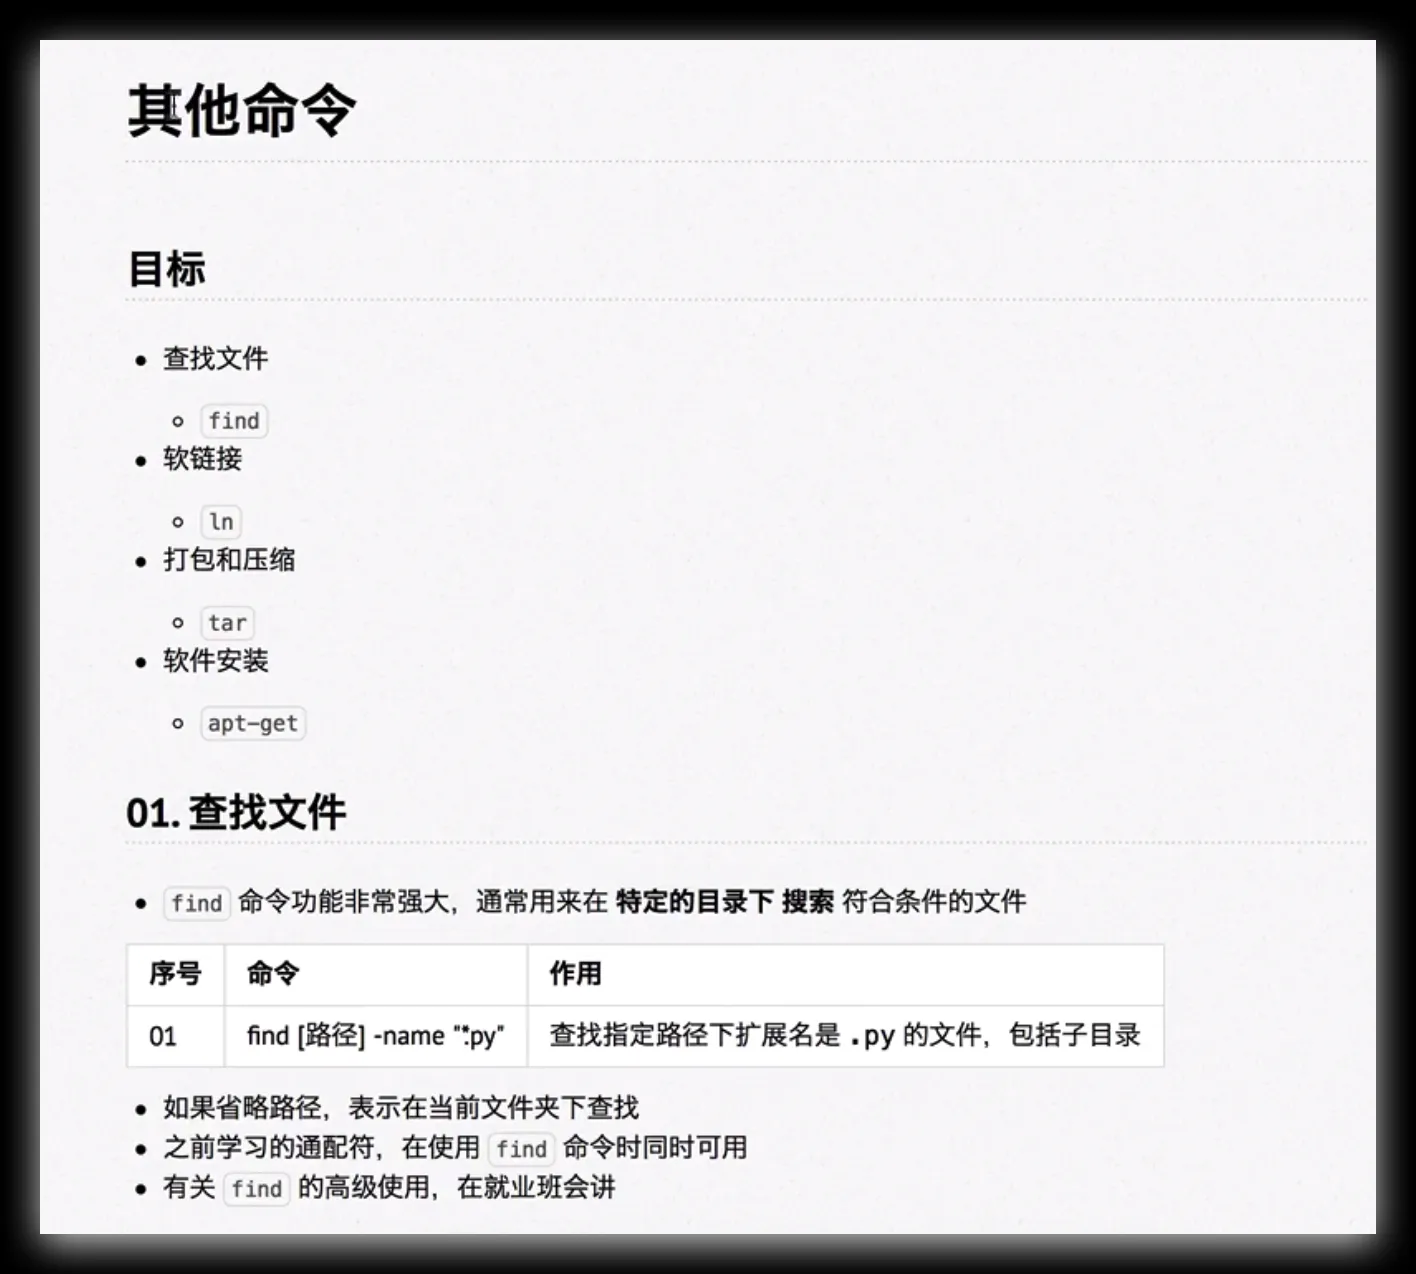 其他命令
目标
查找文件
find
软链接
ln
打包和压缩
tar
软件安装
apt-get
01. 查找文件
find 命令功能非常强大，通常用来在 特定的目录下 搜索 符合条件的文件
序号 命令 作用
01 find [路径] -name "*.py" 查找指定路径下扩展名是 .py 的文件，包括子目录
如果省略路径，表示在当前文件夹下查找
之前学习的通配符，在使用 find 命令时同时可用
有关 find 的高级使用，在就业班会讲